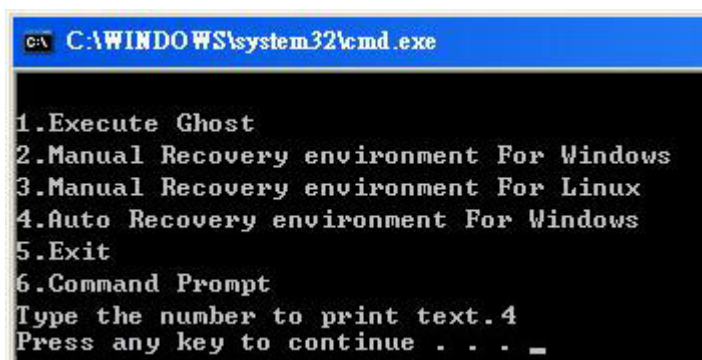 C:\WINDOWS\system32\cmd.exe
1.Execute Ghost
2.Manual Recovery environment For Windows
3.Manual Recovery environment For Linux
4.Auto Recovery environment For Windows
5.Exit
6.Command Prompt
Type the number to print text.4
Press any key to continue . . . _